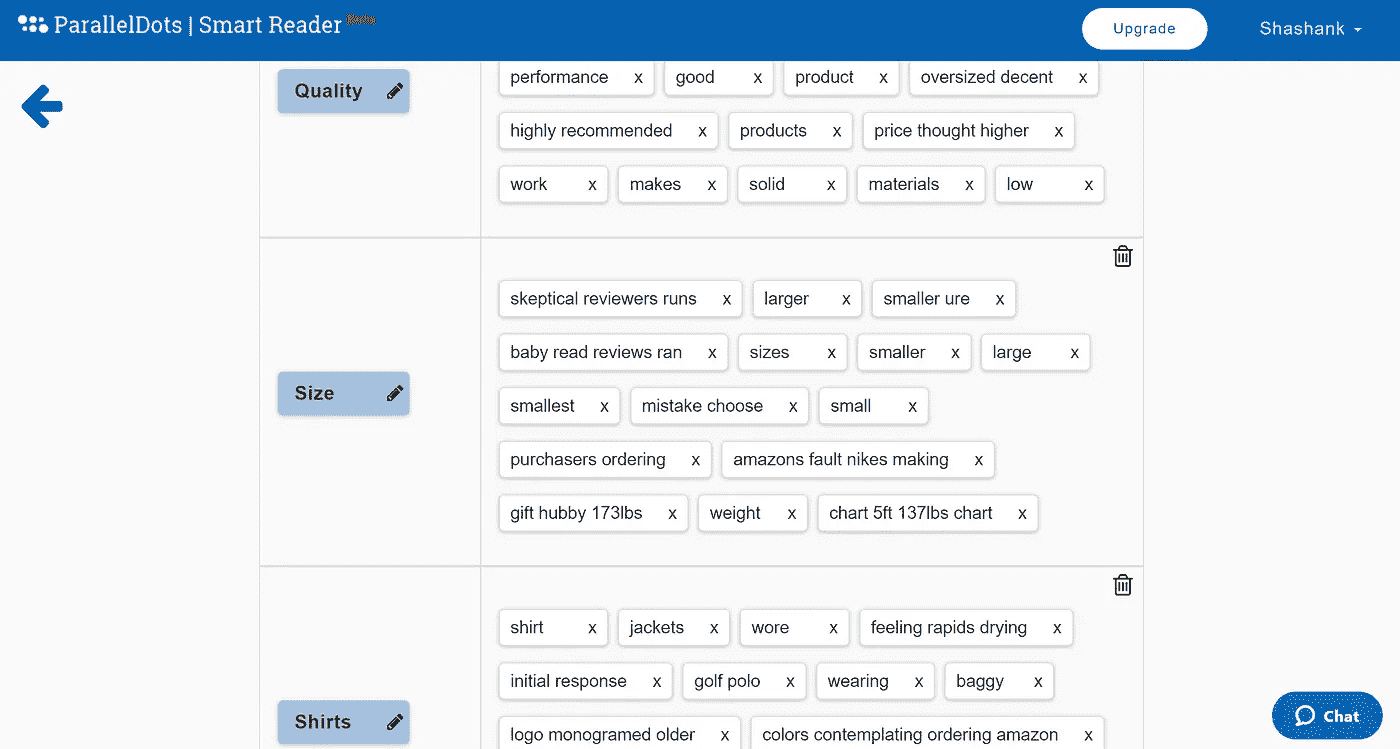 ParallelDots | Smart Reader Beta
Upgrade
Shashank
Quality
performance x good x product x oversized decent x
highly recommended x products x price thought higher x
work x makes x solid x materials x low x
Size
skeptical reviewers runs x larger x smaller ure x
baby read reviews ran x sizes x smaller x large x
smallest x mistake choose x small x
purchasers ordering x amazons fault nikes making x
gift hubby 173lbs x weight x chart 5ft 137lbs chart x
Shirts
shirt x jackets x wore x feeling rapids drying x
initial response x golf polo x wearing x baggy x
logo monogramed older x colors contemplating ordering amazon x
Chat